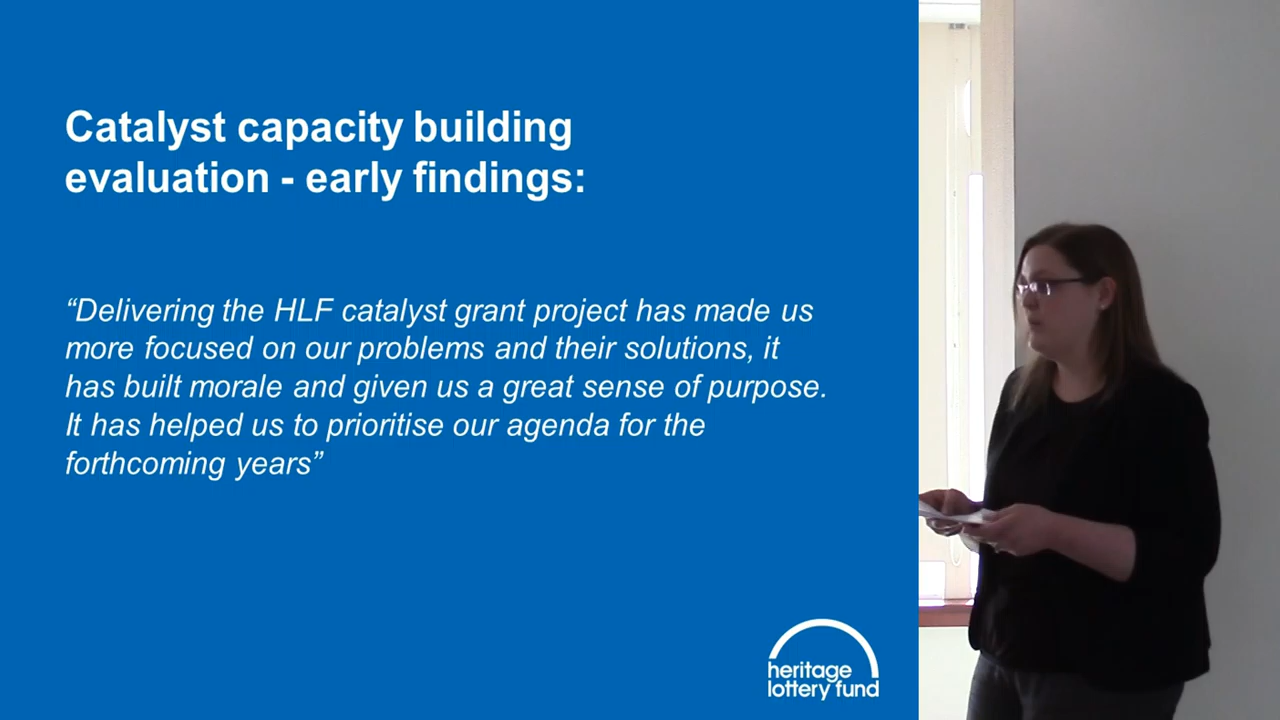 Catalyst capacity building
evaluation - early findings:
“Delivering the HLF catalyst grant project has made us
more focused on our problems and their solutions, it
has built morale and given us a great sense of purpose.
It has helped us to prioritise our agenda for the
forthcoming years”
heritage
lottery fund